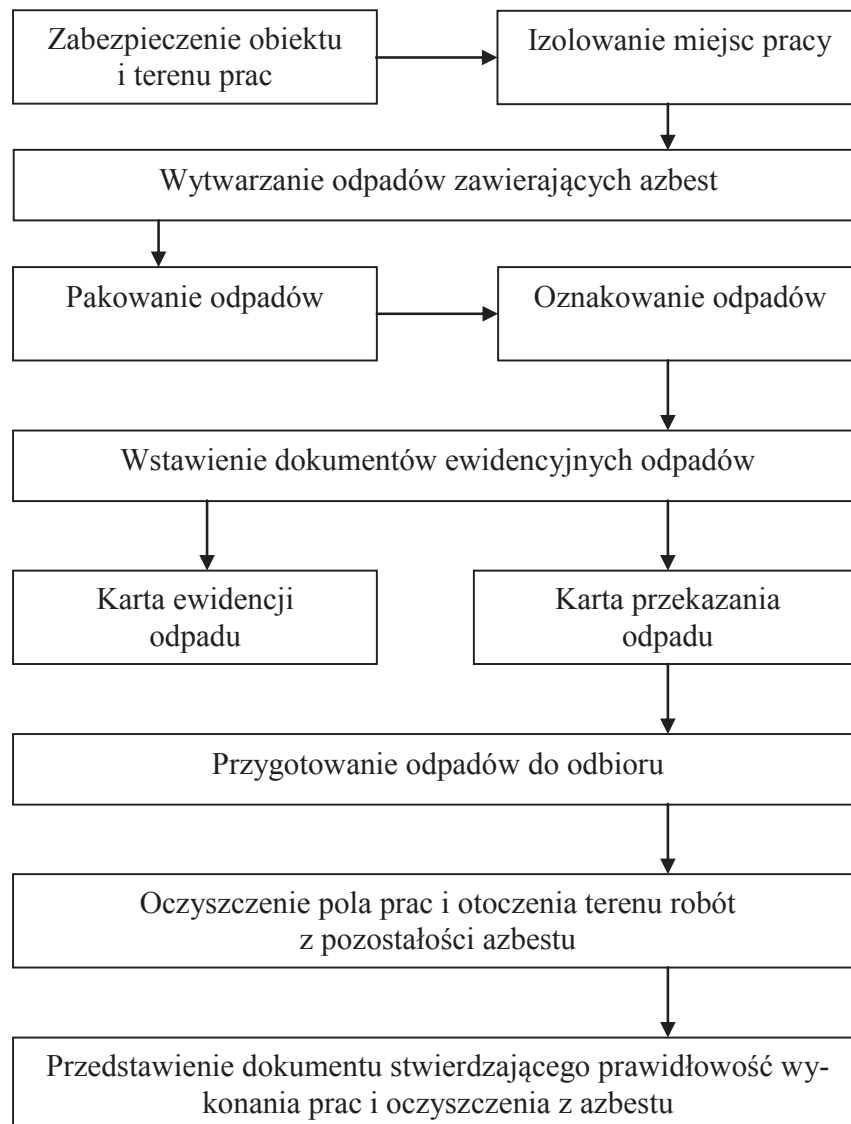 Zabezpieczenie obiektu
i terenu prac
Izolowanie miejsc pracy
Wytwarzanie odpadów zawierających azbest
Pakowanie odpadów
Oznakowanie odpadów
Wstawienie dokumentów ewidencyjnych odpadów
Karta ewidencji
odpadu
Karta przekazania
odpadu
Przygotowanie odpadów do odbioru
Oczyszczenie pola prac i otoczenia terenu robót
z pozostałości azbestu
Przedstawienie dokumentu stwierdzającego prawidłowość wy-
konania prac i oczyszczenia z azbestu